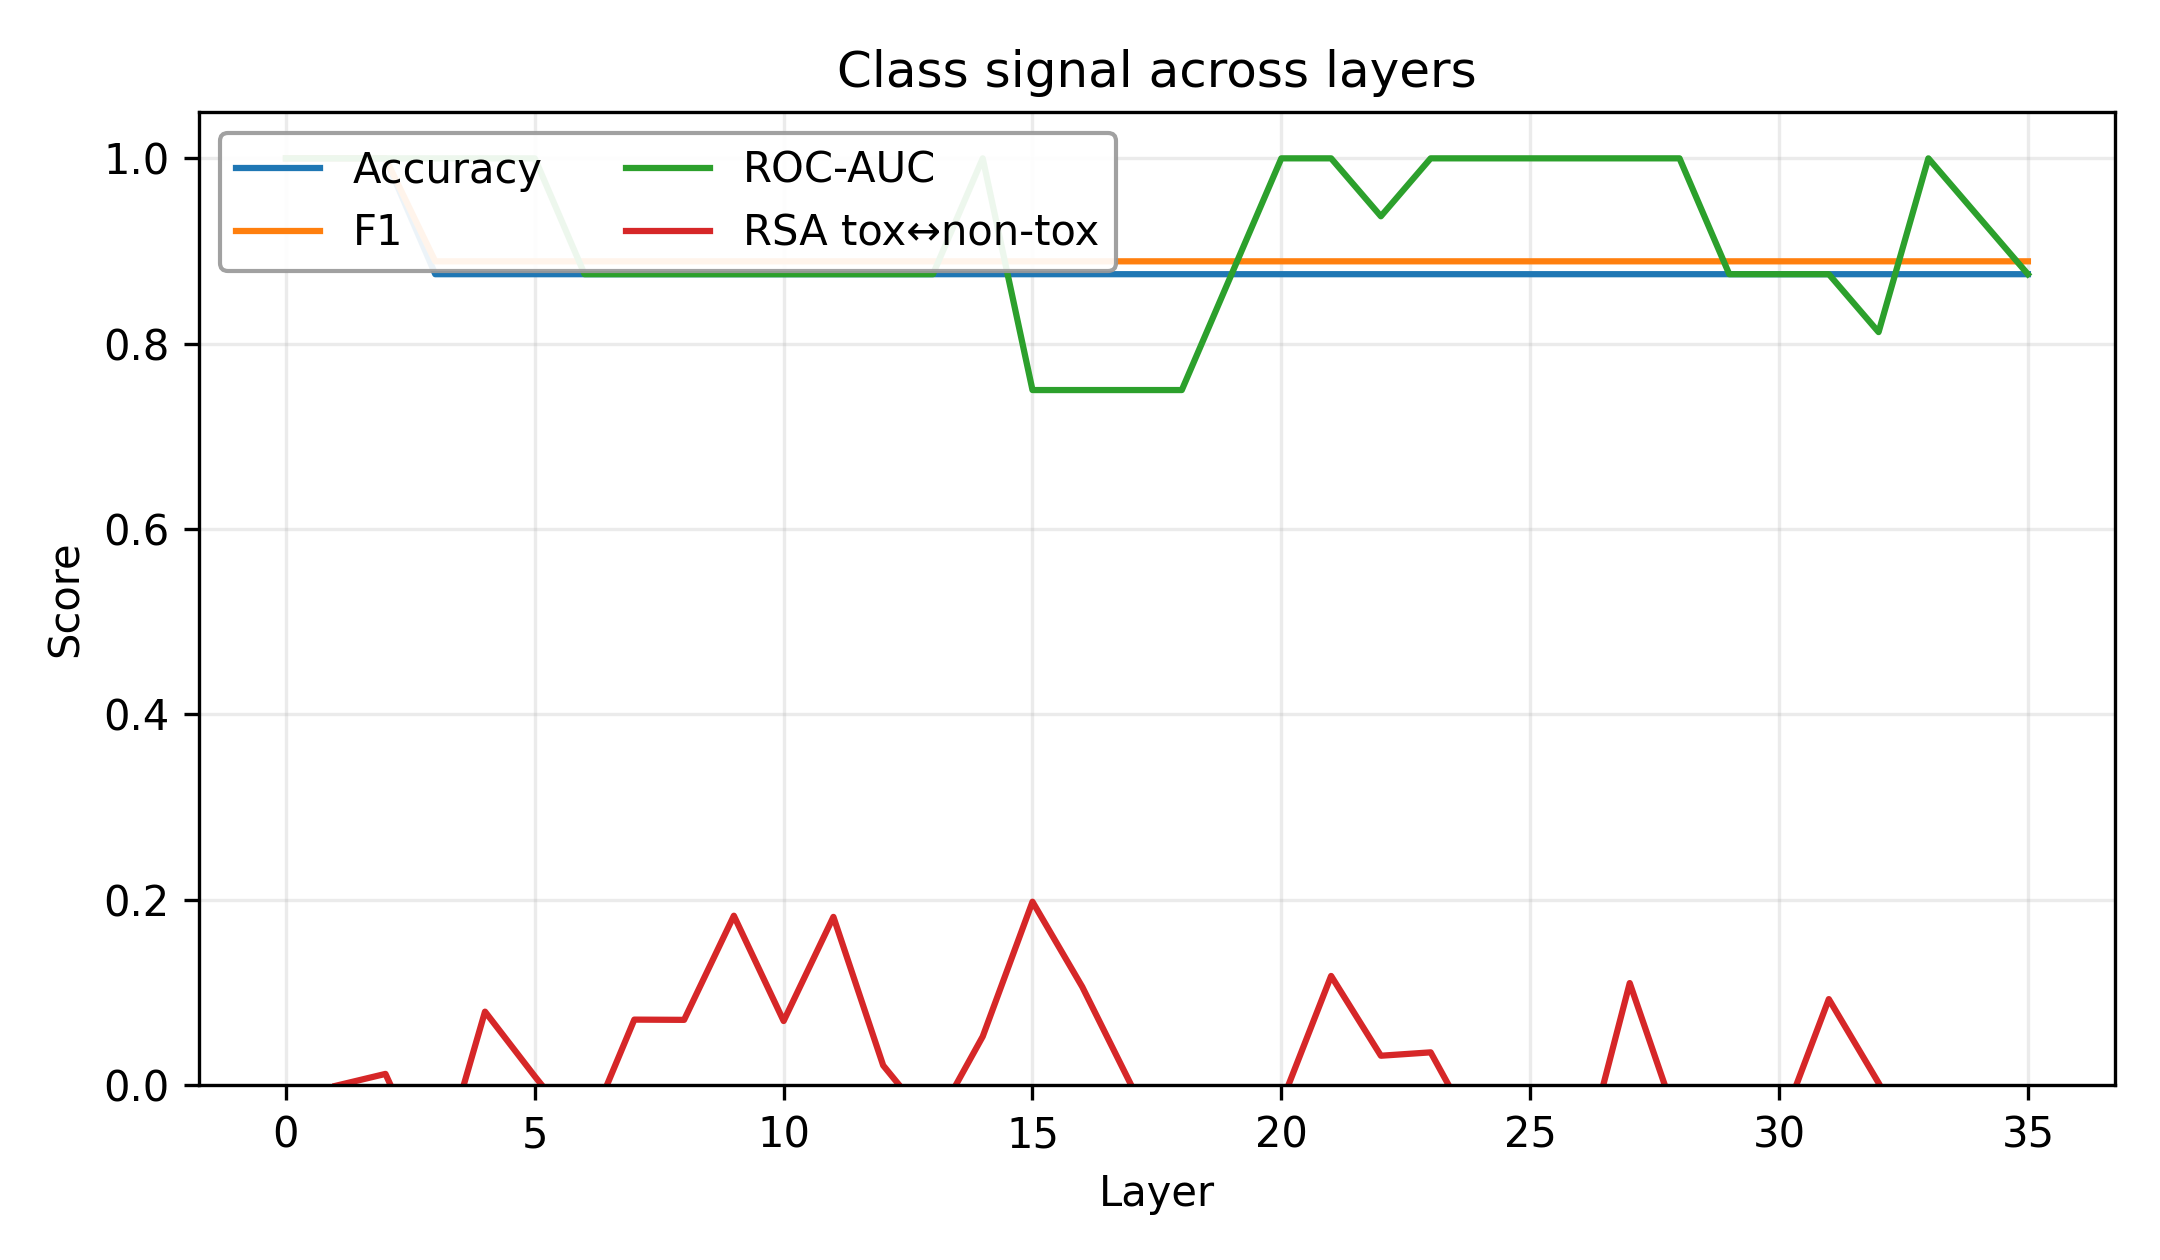 Class signal across layers
Accuracy
F1
ROC-AUC
RSA tox↔non-tox
1.0
0.8
0.6
0.4
0.2
0.0
Score
0 5 10 15 20 25 30 35
Layer